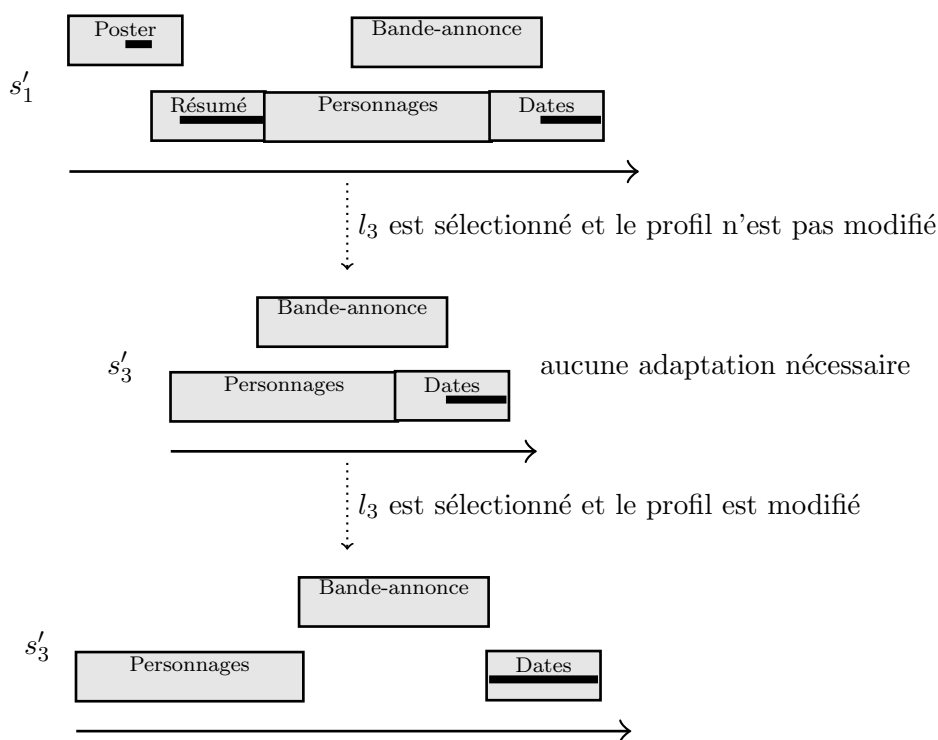 Poster
Bande-annonce
s′₁
Résumé
Personnages
Dates
l₃ est sélectionné et le profil n'est pas modifié
Bande-annonce
s′₃
aucune adaptation nécessaire
Personnages
Dates
l₃ est sélectionné et le profil est modifié
Bande-annonce
s′₃
Personnages
Dates